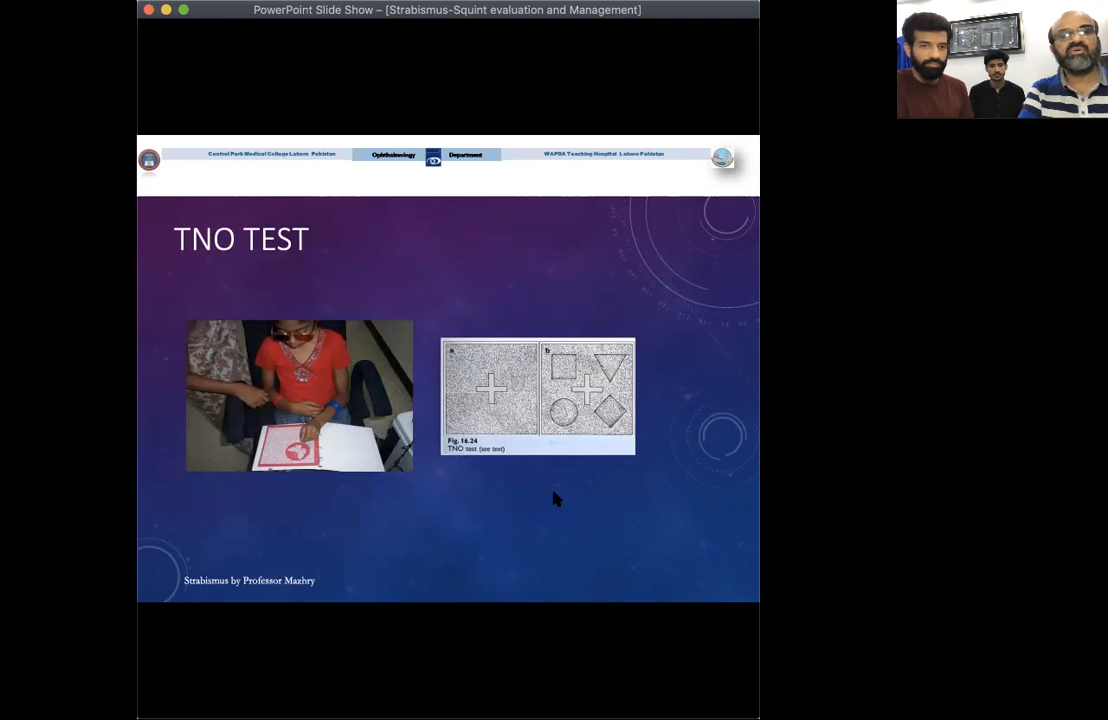 PowerPoint Slide Show – [Strabismus-Squint evaluation and Management]
Central Park Medical College Lahore Pakistan
Ophthalmology Department
WAPDA Teaching Hospital Lahore Pakistan
TNO TEST
a
b
Fig. 16.24
TNO test (see text)
Strabismus by Professor Mazhry